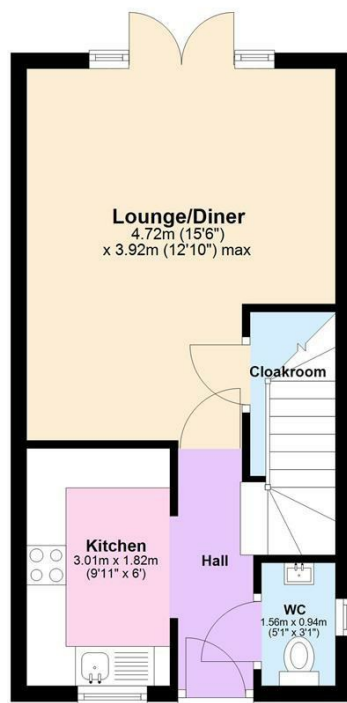 Lounge/Diner
4.72m (15'6")
x 3.92m (12'10") max
Cloakroom
Kitchen
3.01m x 1.82m
(9'11" x 6')
Hall
WC
1.56m x 0.94m
(5'1" x 3'1")